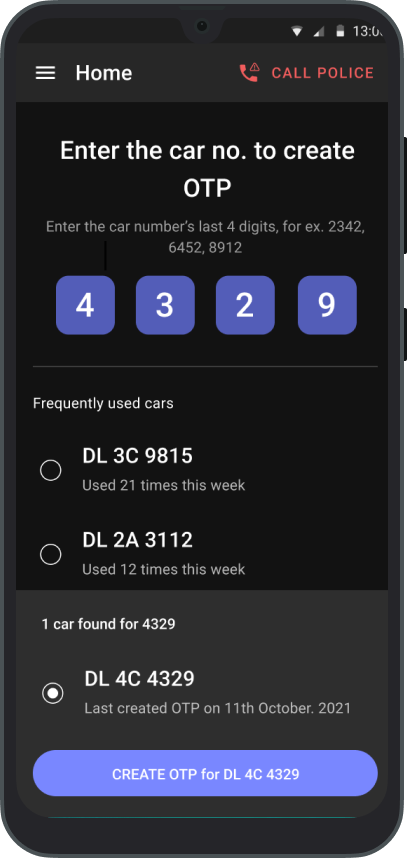 Home
CALL POLICE
Enter the car no. to create
OTP
Enter the car number's last 4 digits, for ex. 2342,
6452, 8912
4 3 2 9
Frequently used cars
DL 3C 9815
Used 21 times this week
DL 2A 3112
Used 12 times this week
1 car found for 4329
DL 4C 4329
Last created OTP on 11th October. 2021
CREATE OTP for DL 4C 4329